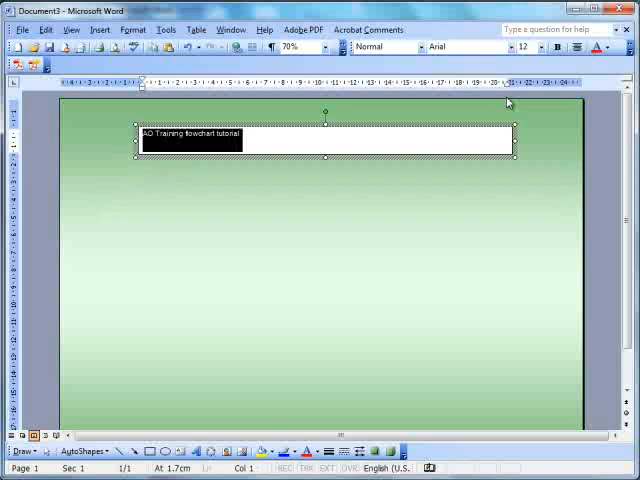 Document3 - Microsoft Word
File Edit View Insert Format Tools Table Window Help Adobe PDF Acrobat Comments Type a question for help
70% Normal Arial 12 B A
AO Training flowchart tutorial
Draw AutoShapes A
Page 1 Sec 1 1/1 At 1.7cm Ln Col 1 REC TRK EXT OVR English (U.S.